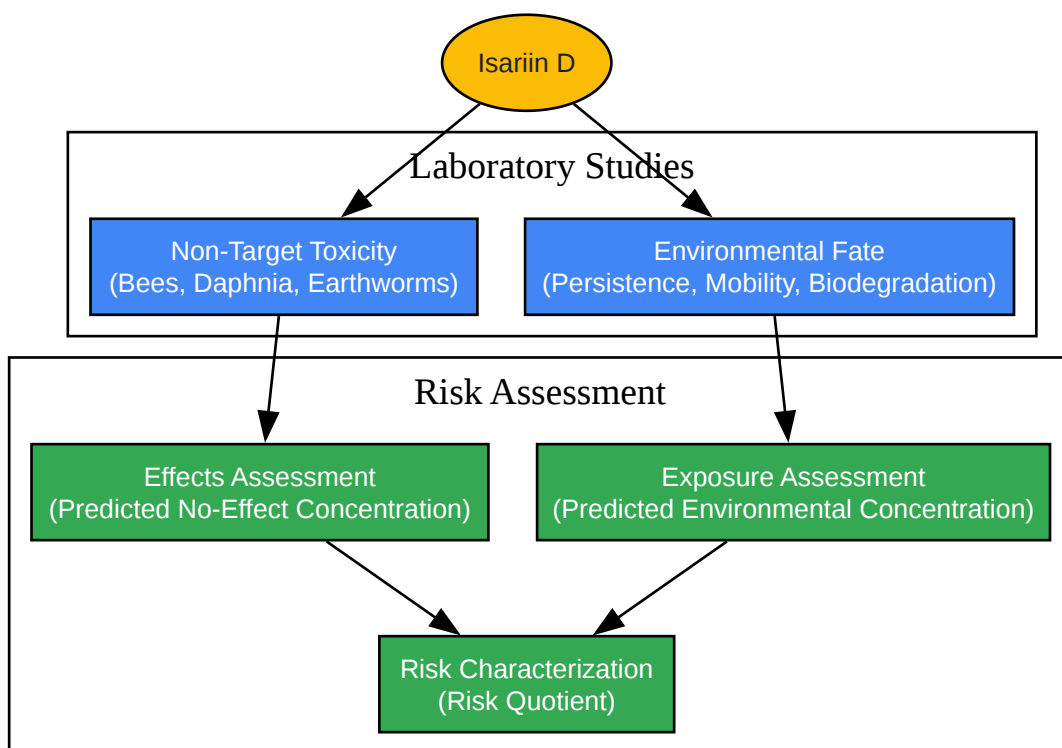 Isariin D
Laboratory Studies
Non-Target Toxicity
(Bees, Daphnia, Earthworms)
Environmental Fate
(Persistence, Mobility, Biodegradation)
Risk Assessment
Effects Assessment
(Predicted No-Effect Concentration)
Exposure Assessment
(Predicted Environmental Concentration)
Risk Characterization
(Risk Quotient)